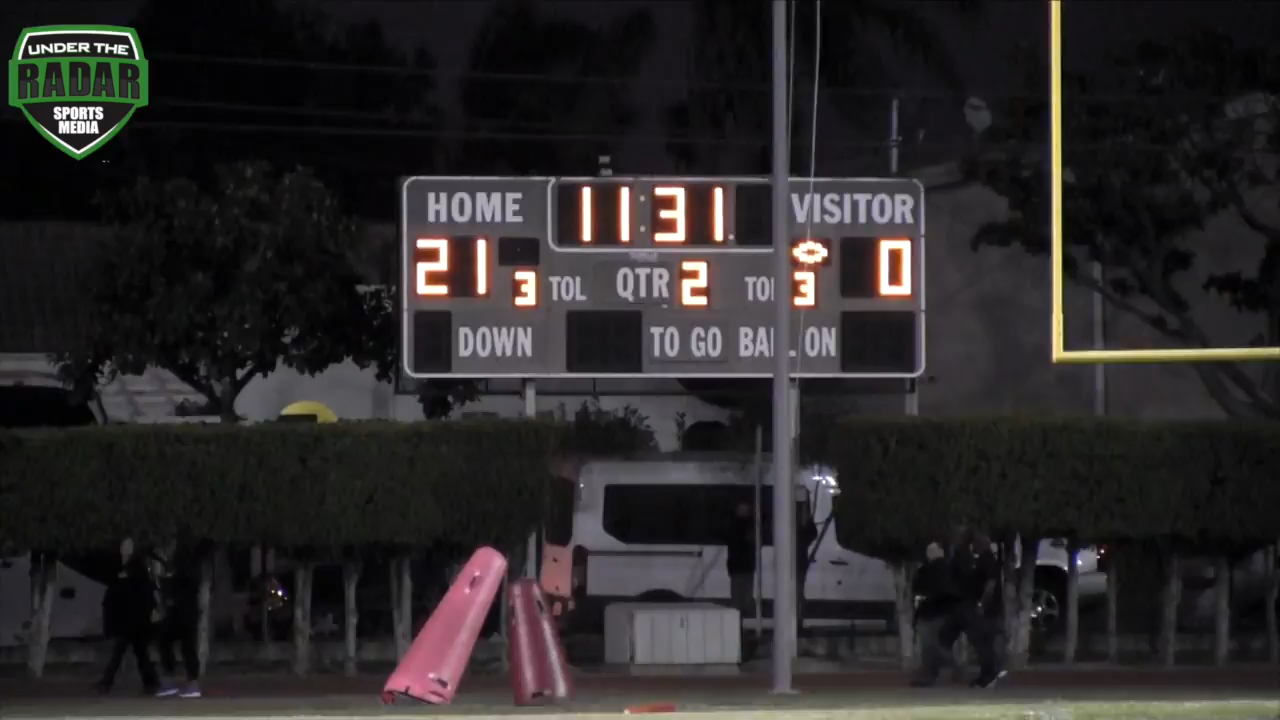 UNDER THE
RADAR
SPORTS
MEDIA
HOME 11:31 VISITOR
21 3 TOL QTR 2 3 0
DOWN TO GO ON